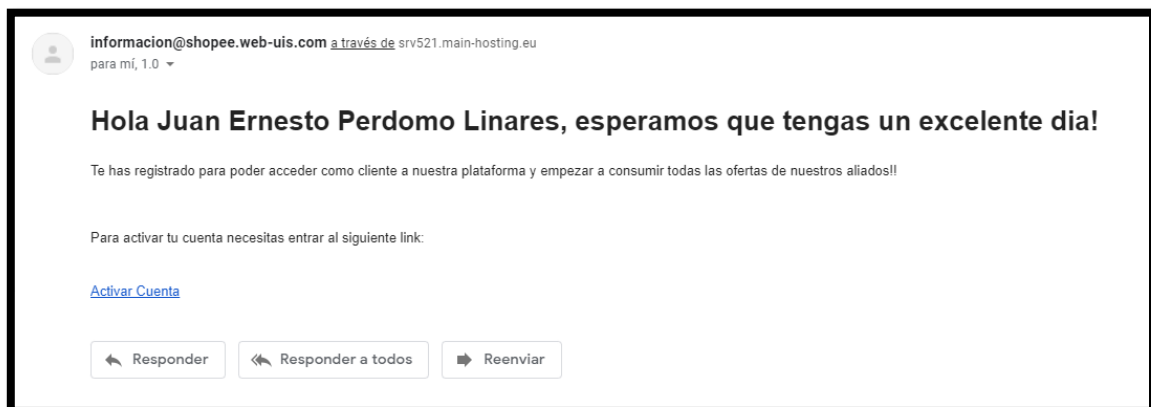 informacion@shopee.web-uis.com a través de srv521.main-hosting.eu
para mí, 1.0
Hola Juan Ernesto Perdomo Linares, esperamos que tengas un excelente dia!
Te has registrado para poder acceder como cliente a nuestra plataforma y empezar a consumir todas las ofertas de nuestros aliados!!
Para activar tu cuenta necesitas entrar al siguiente link:
Activar Cuenta
Responder Responder a todos Reenviar